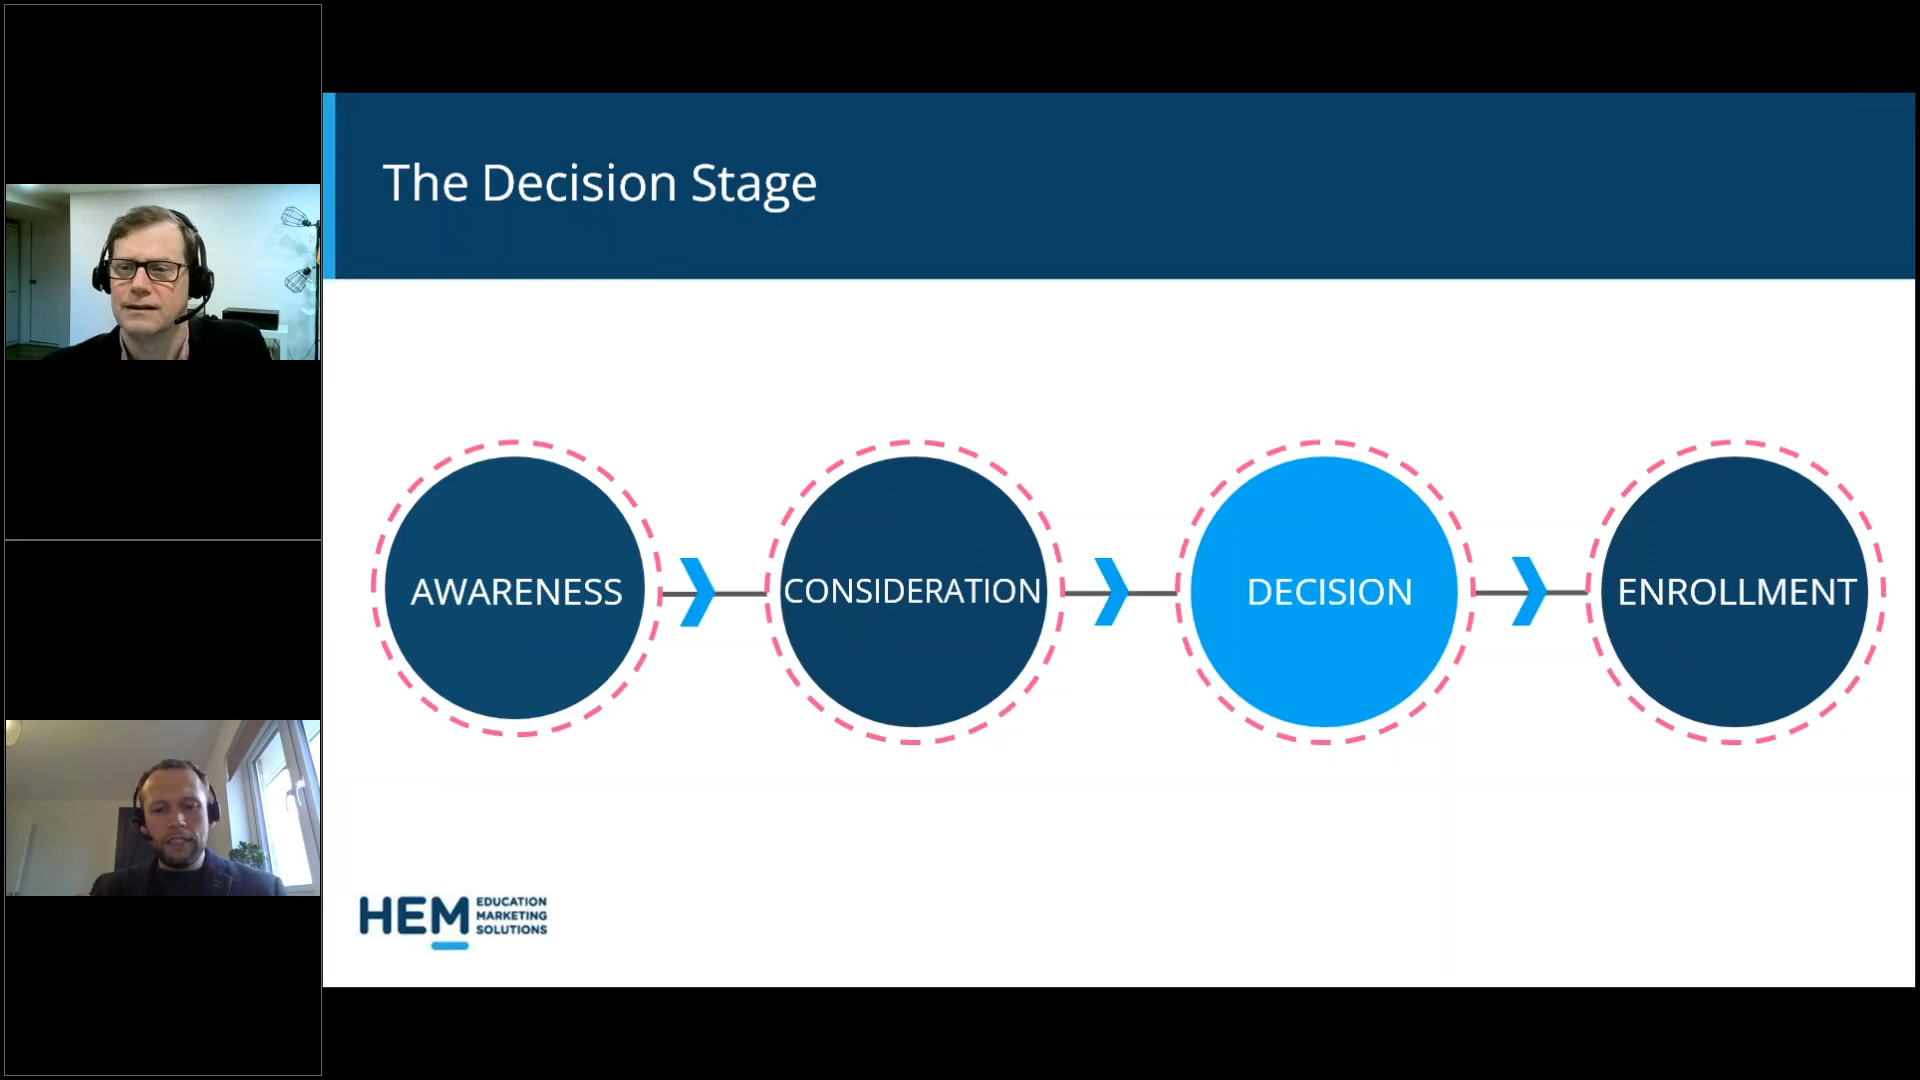 The Decision Stage
AWARENESS
CONSIDERATION
DECISION
ENROLLMENT
HEM
EDUCATION
MARKETING
SOLUTIONS